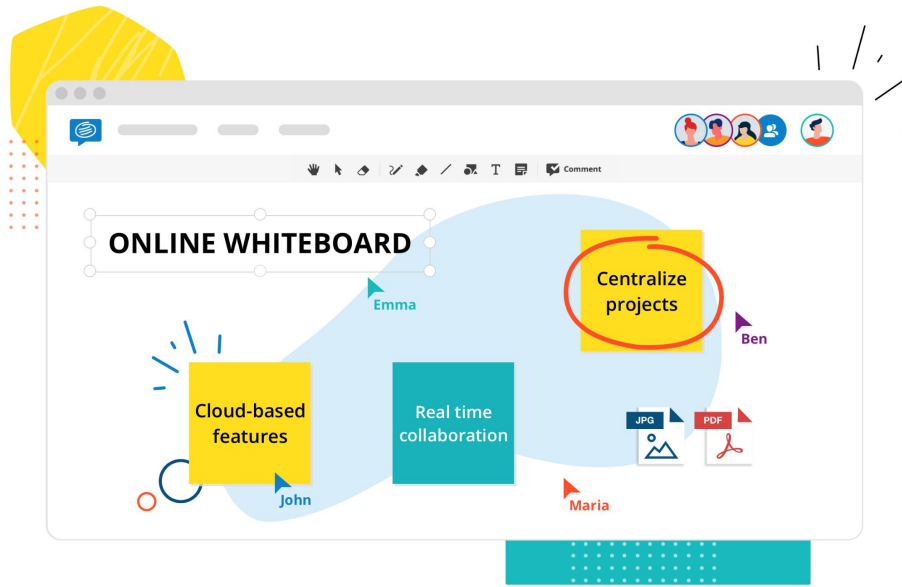 Comment
ONLINE WHITEBOARD
Emma
Centralize
projects
Ben
Cloud-based
features
John
Real time
collaboration
JPG
PDF
Maria